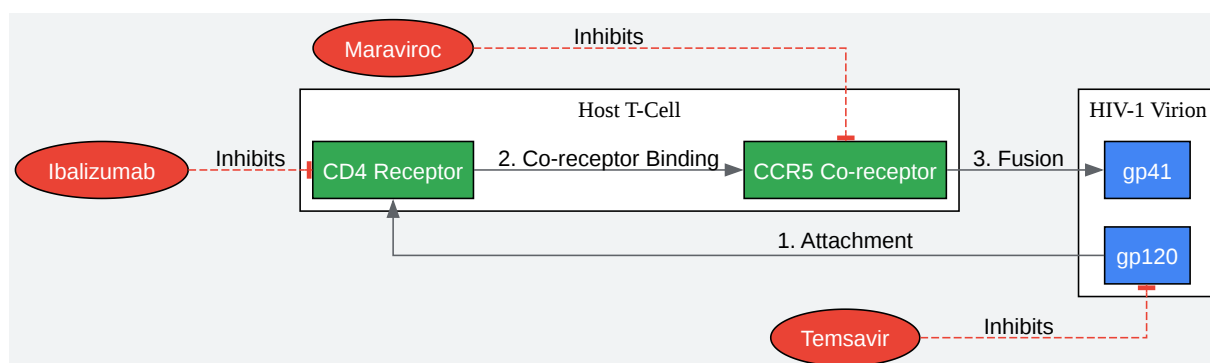 Maraviroc
Inhibits
Host T-Cell
HIV-1 Virion
Ibalizumab
Inhibits
CD4 Receptor
2. Co-receptor Binding
CCR5 Co-receptor
3. Fusion
gp41
1. Attachment
gp120
Temsavir
Inhibits